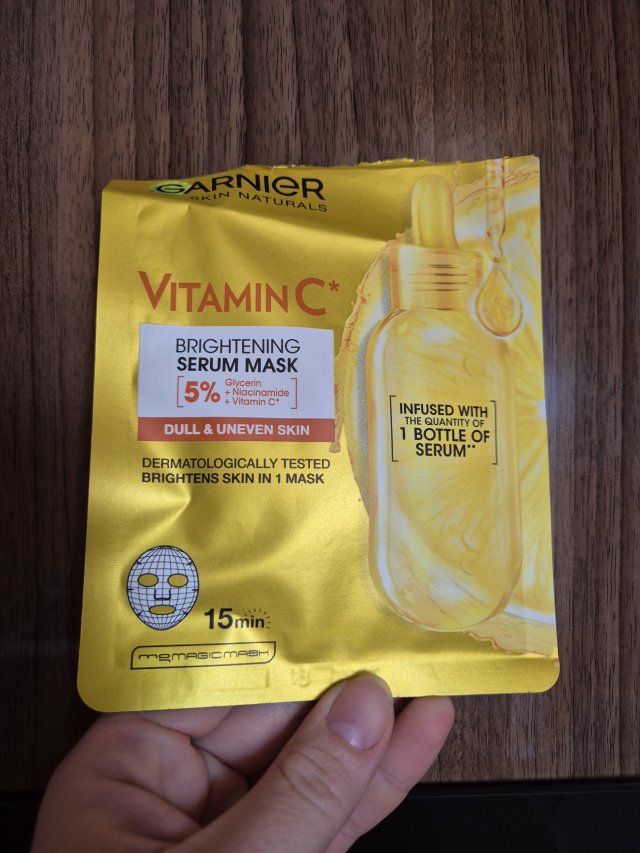 GARNIER
SKIN NATURALS
VITAMIN C*
BRIGHTENING
SERUM MASK
[5% Glycerin
+ Niacinamide
+ Vitamin C*]
DULL & UNEVEN SKIN
DERMATOLOGICALLY TESTED
BRIGHTENS SKIN IN 1 MASK
INFUSED WITH
THE QUANTITY OF
1 BOTTLE OF
SERUM**
15min
MAGIC MASK